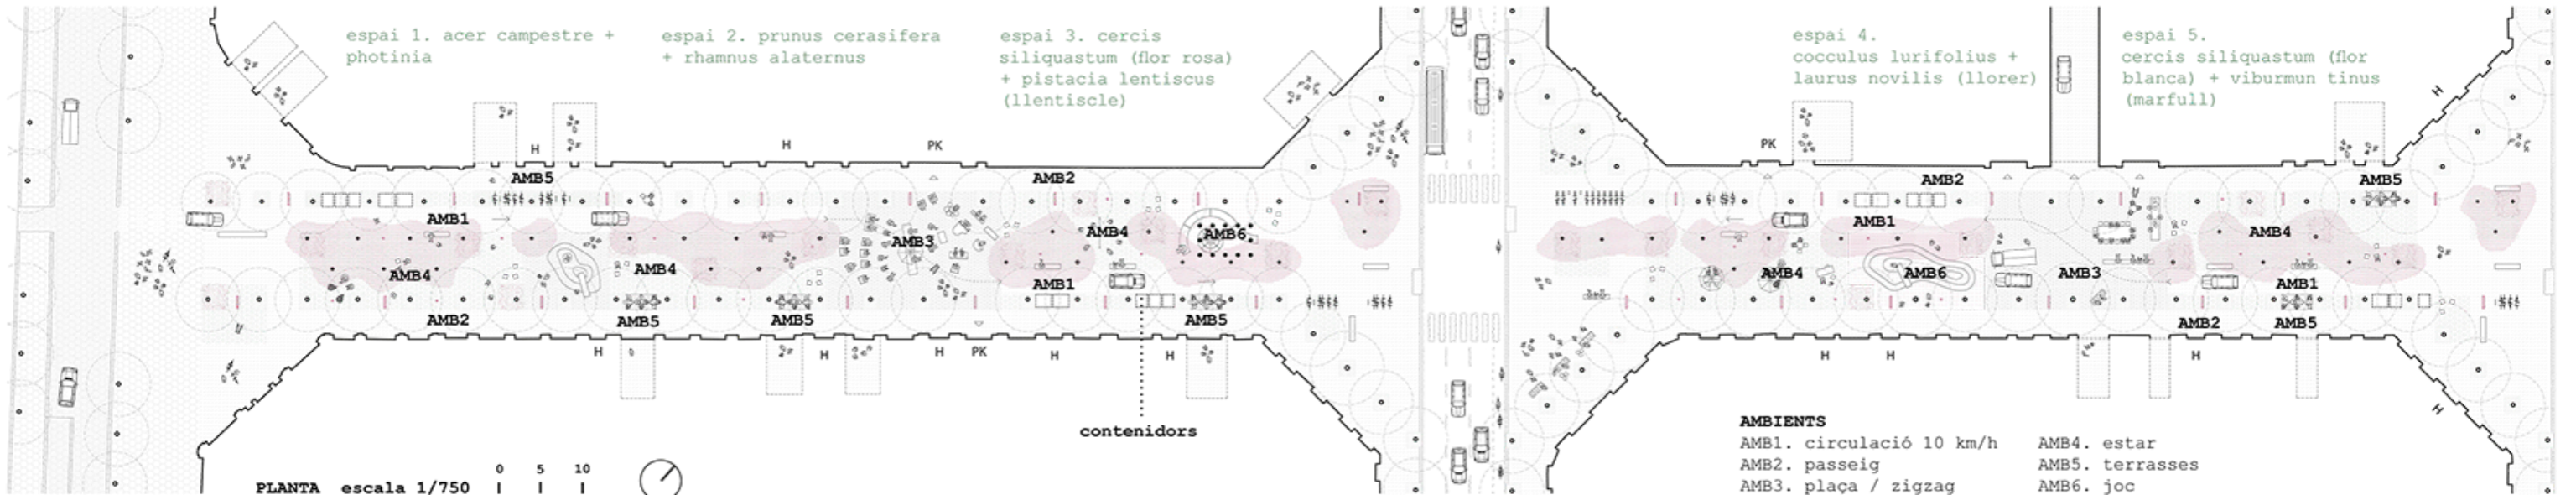 espai 1. acer campestre +
photinia
espai 2. prunus cerasifera
+ rhamnus alaternus
espai 3. cercis
siliquastum (flor rosa)
+ pistacia lentiscus
(llentiscle)
espai 4.
cocculus lurifolius +
laurus novilis (llorer)
espai 5.
cercis siliquastum (flor
blanca) + viburmun tinus
(marfull)
H
H
PK
PK
H
AMB5
AMB2
AMB2
AMB5
AMB1
AMB3
AMB4
AMB6
AMB1
AMB4
AMB4
AMB4
AMB1
AMB4
AMB6
AMB3
AMB1
AMB2
AMB5
AMB5
AMB5
AMB2
AMB5
H
H
H
PK
H
H
H
H
H
H
contenidors
PLANTA escala 1/750
0 5 10
AMBIENTS
AMB1. circulació 10 km/h
AMB2. passeig
AMB3. plaça / zigzag
AMB4. estar
AMB5. terrasses
AMB6. joc